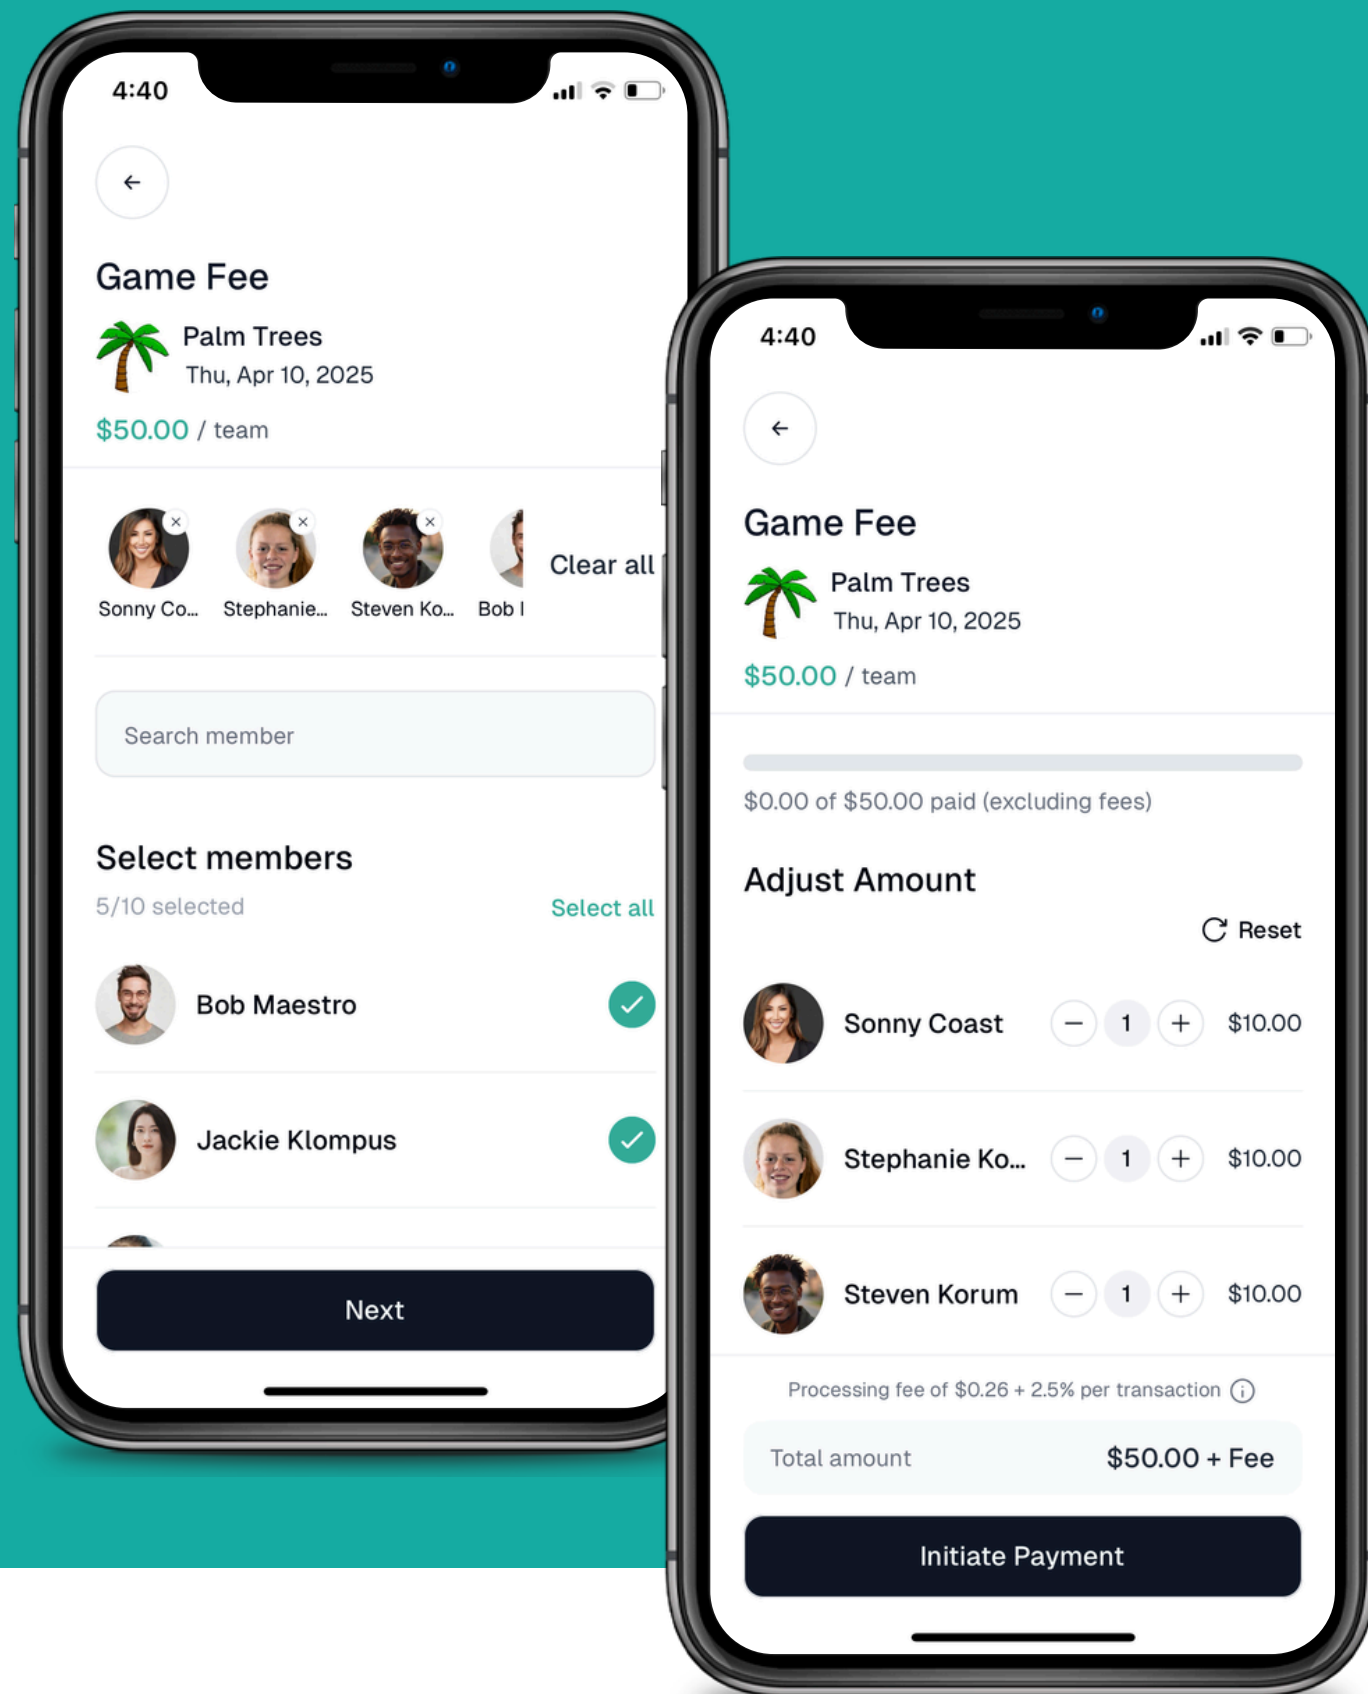 4:40
Game Fee
Palm Trees
Thu, Apr 10, 2025
$50.00 / team
Clear all
Sonny Co... Stephanie... Steven Ko... Bob
Search member
Select members
5/10 selected Select all
Bob Maestro
Jackie Klompus
Next
4:40
Game Fee
Palm Trees
Thu, Apr 10, 2025
$50.00 / team
$0.00 of $50.00 paid (excluding fees)
Adjust Amount
Reset
Sonny Coast − 1 + $10.00
Stephanie Ko... − 1 + $10.00
Steven Korum − 1 + $10.00
Processing fee of $0.26 + 2.5% per transaction
Total amount $50.00 + Fee
Initiate Payment